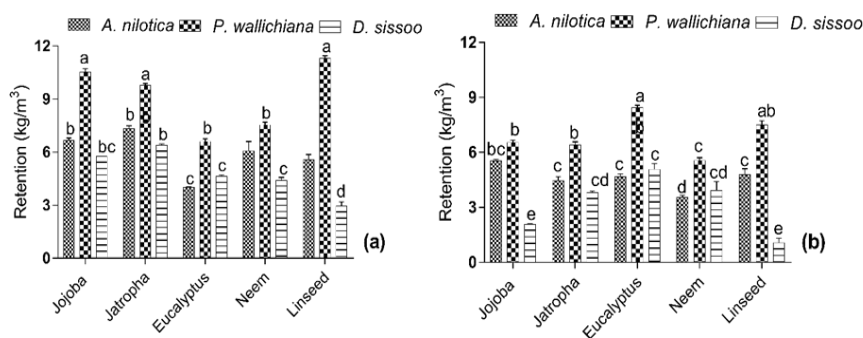 A. nilotica P. wallichiana D. sissoo
Retention (kg/m³)
12
9
6
3
0
b a bc
b a b
c b c
b b c
c a d
Jojoba
Jatropha
Eucalyptus
Neem
Linseed
(a)
A. nilotica P. wallichiana D. sissoo
Retention (kg/m³)
12
9
6
3
0
bc b e
c b cd
c a b c
d c cd
c ab e
Jojoba
Jatropha
Eucalyptus
Neem
Linseed
(b)